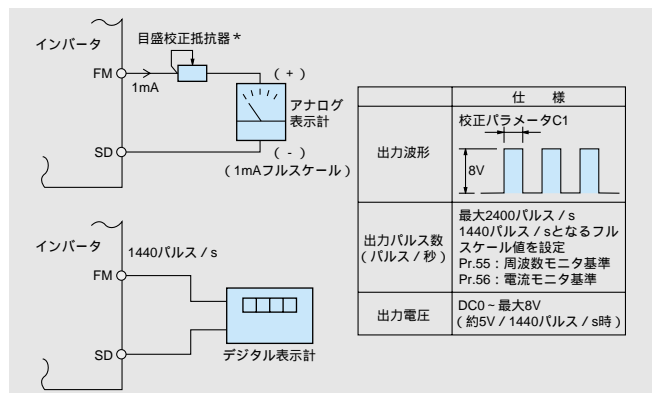 インバータ
目盛校正抵抗器*
FM
1mA
(+)
アナログ
表示計
SD
(-)
(1mAフルスケール)
インバータ
1440パルス/s
FM
SD
デジタル表示計
仕 様
出力波形
校正パラメータC1
8V
出力パルス数
(パルス/秒)
最大2400パルス/s
1440パルス/sとなるフル
スケール値を設定
Pr.55:周波数モニタ基準
Pr.56:電流モニタ基準
出力電圧
DC0~最大8V
(約5V/1440パルス/s時)